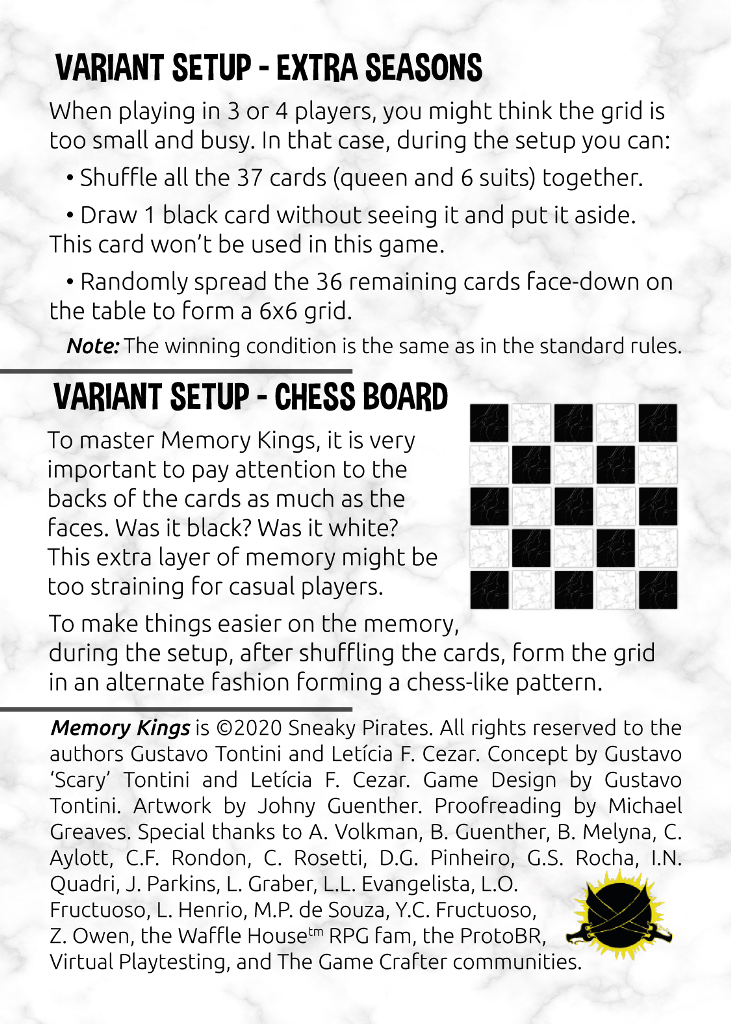 VARIANT SETUP - EXTRA SEASONS
When playing in 3 or 4 players, you might think the grid is
too small and busy. In that case, during the setup you can:
• Shuffle all the 37 cards (queen and 6 suits) together.
• Draw 1 black card without seeing it and put it aside.
This card won't be used in this game.
• Randomly spread the 36 remaining cards face-down on
the table to form a 6x6 grid.
Note: The winning condition is the same as in the standard rules.
VARIANT SETUP - CHESS BOARD
To master Memory Kings, it is very
important to pay attention to the
backs of the cards as much as the
faces. Was it black? Was it white?
This extra layer of memory might be
too straining for casual players.
To make things easier on the memory,
during the setup, after shuffling the cards, form the grid
in an alternate fashion forming a chess-like pattern.
Memory Kings is ©2020 Sneaky Pirates. All rights reserved to the
authors Gustavo Tontini and Letícia F. Cezar. Concept by Gustavo
‘Scary’ Tontini and Letícia F. Cezar. Game Design by Gustavo
Tontini. Artwork by Johny Guenther. Proofreading by Michael
Greaves. Special thanks to A. Volkman, B. Guenther, B. Melyna, C.
Aylott, C.F. Rondon, C. Rosetti, D.G. Pinheiro, G.S. Rocha, I.N.
Quadri, J. Parkins, L. Graber, L.L. Evangelista, L.O.
Fructuoso, L. Henrio, M.P. de Souza, Y.C. Fructuoso,
Z. Owen, the Waffle House™ RPG fam, the ProtoBR,
Virtual Playtesting, and The Game Crafter communities.